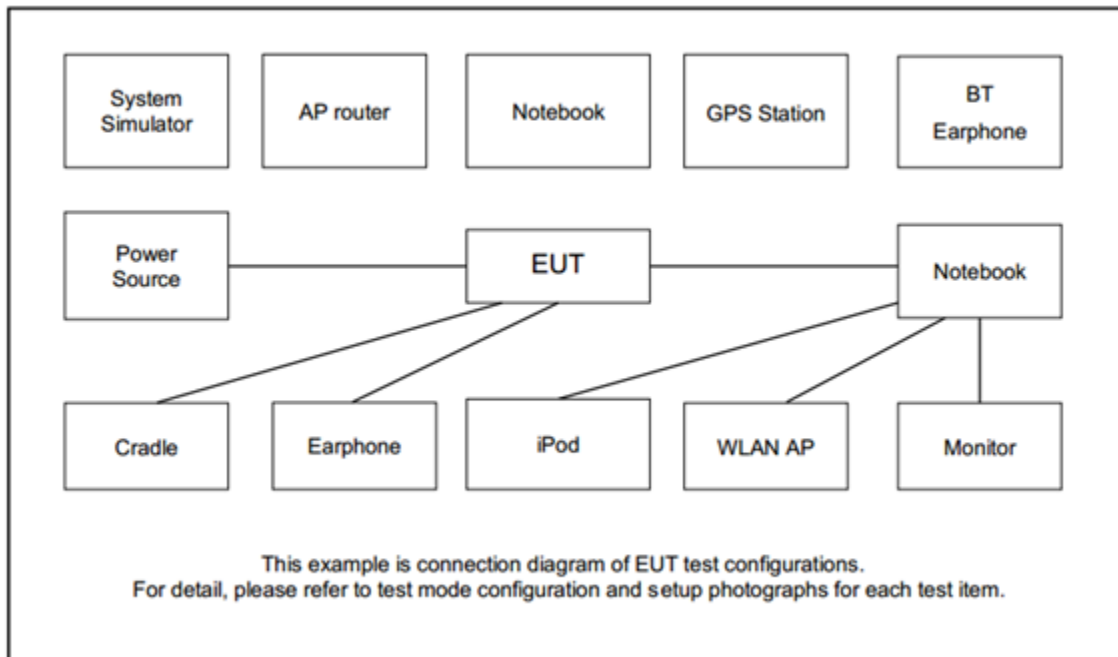 System
Simulator
AP router
Notebook
GPS Station
BT
Earphone
Power
Source
EUT
Notebook
Cradle
Earphone
iPod
WLAN AP
Monitor
This example is connection diagram of EUT test configurations.
For detail, please refer to test mode configuration and setup photographs for each test item.